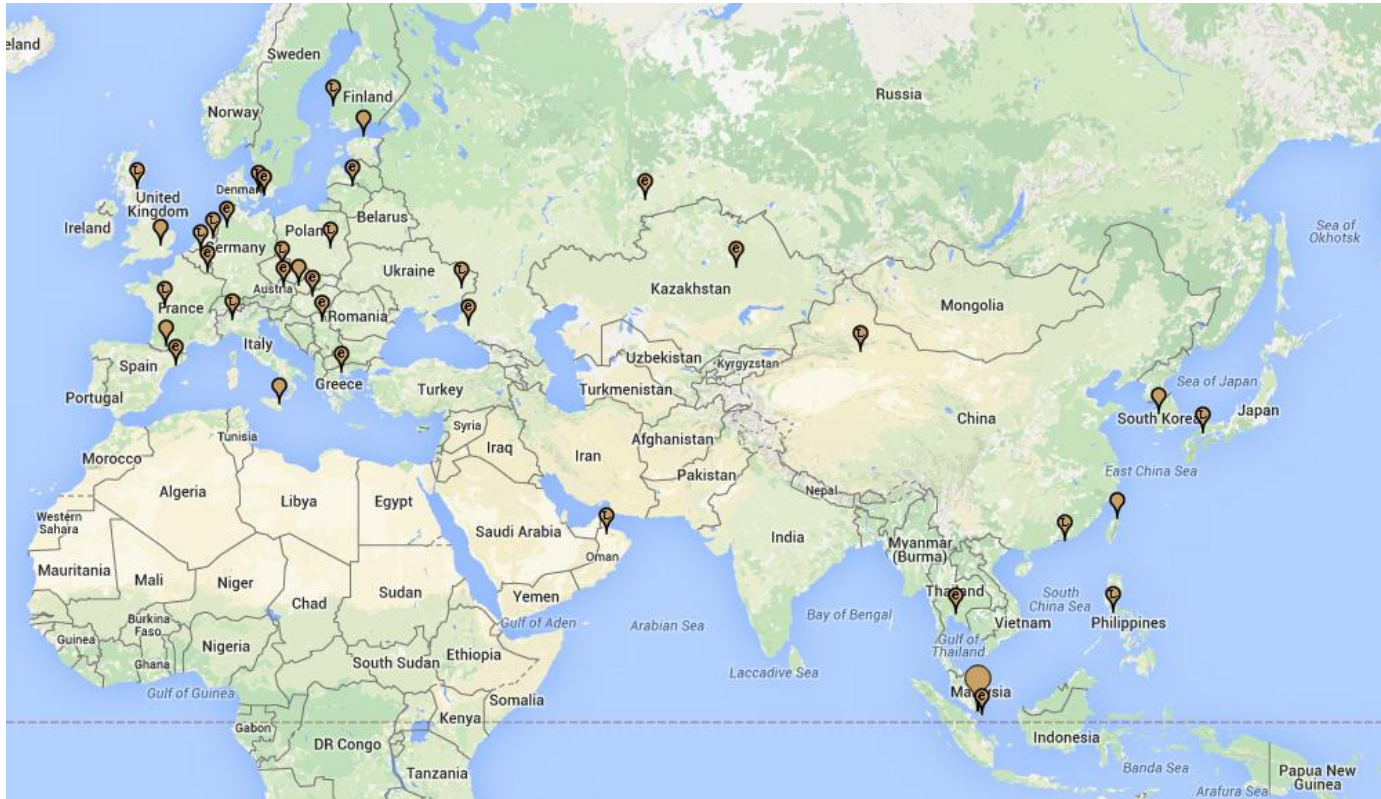 eland
Sweden
Finland
Norway
Russia
L
L
e
e
e
Denmar
e
United
Kingdom
Ireland
L
L
e
Germany
e
Polan
L
L
Belarus
Sea of
Okhotsk
Ukraine
L
e
Austria
e
e
Kazakhstan
Mongolia
France
L
L
e
Romania
e
Italy
L
Spain
e
e
Greece
Portugal
Turkey
Uzbekistan
Kyrgyzstan
Turkmenistan
China
Sea of Japan
South Korea
L
Japan
Tunisia
Syria
Iraq
Iran
Afghanistan
Pakistan
Morocco
East China Sea
Algeria
Libya
Egypt
Nepal
Western
Sahara
Saudi Arabia
L
Oman
India
Myanmar
(Burma)
L
Mauritania
Mali
Niger
Chad
Sudan
Yemen
Gulf of Aden
Arabian Sea
Bay of Bengal
Thailand
e
Vietnam
South
China Sea
L
Philippines
Burkina
Faso
Guinea
Ghana
Nigeria
South Sudan
Ethiopia
Somalia
Gulf of
Thailand
Laccadive Sea
Gulf of Guinea
Malaysia
e
Gabon
Kenya
DR Congo
Indonesia
Tanzania
Banda Sea
Papua New
Guinea
Arafura Sea